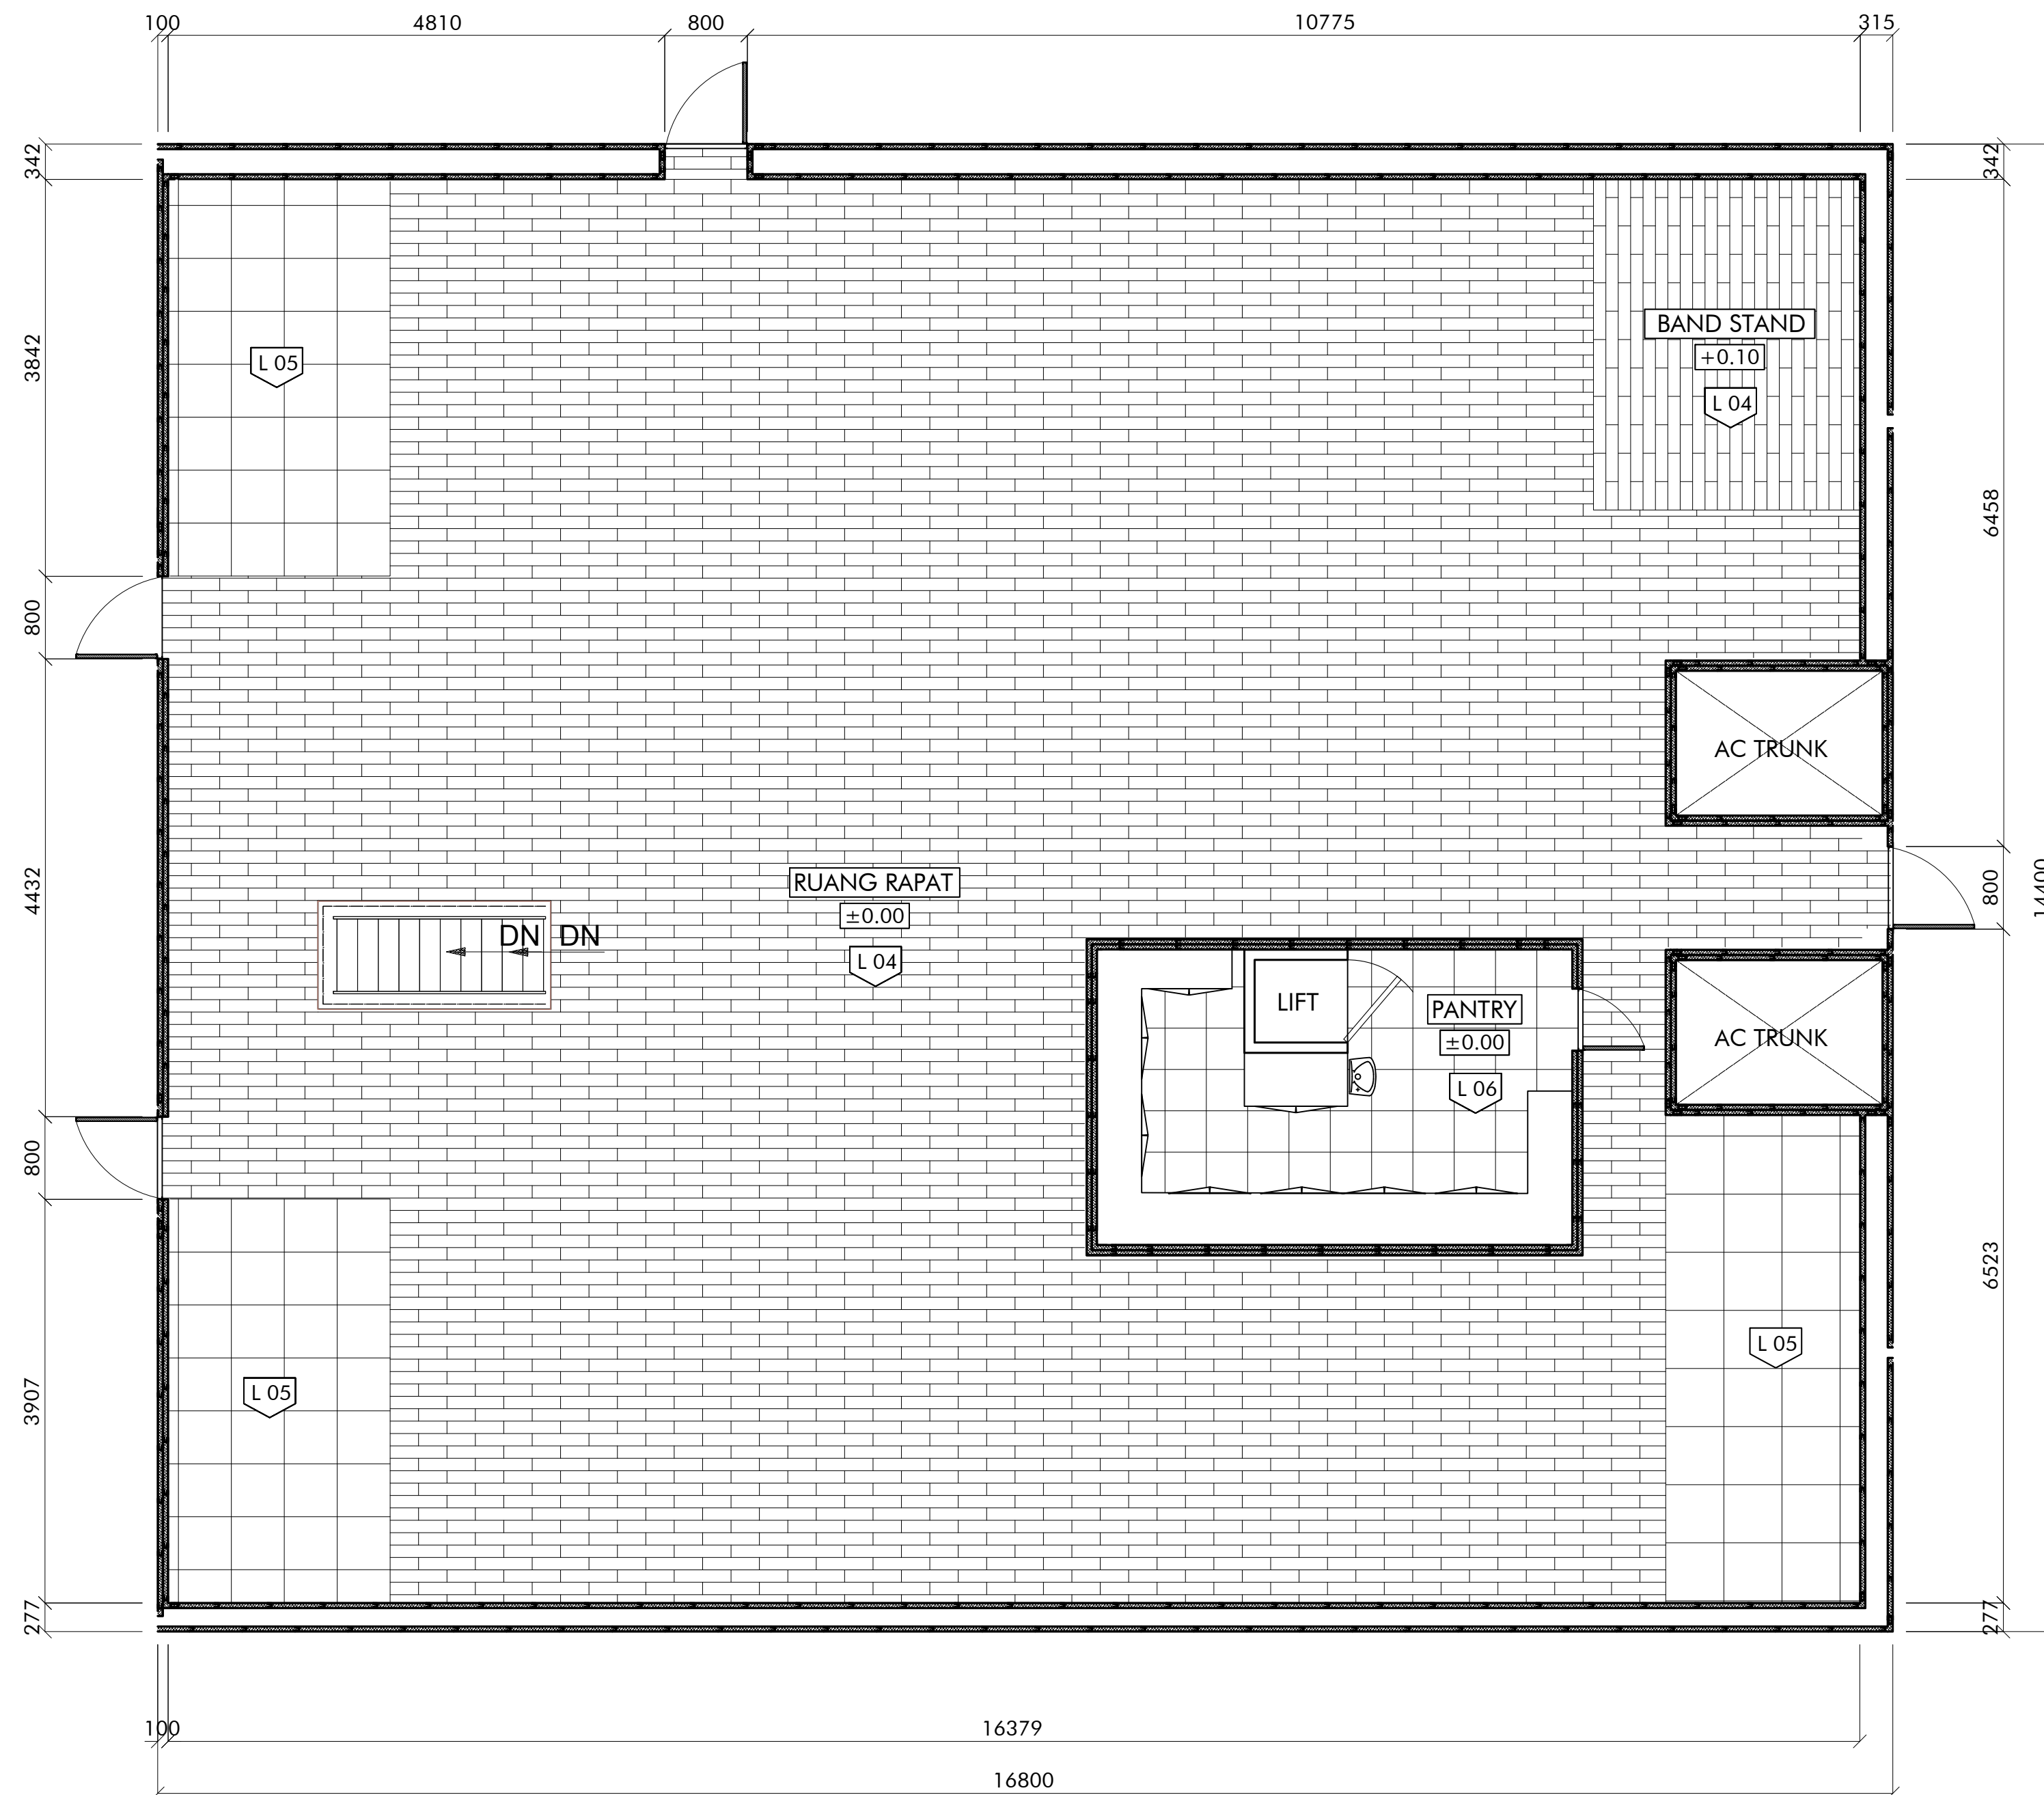 100
4810
800
10775
315
342
342
3842
L 05
BAND STAND
+0.10
L 04
6458
800
AC TRUNK
4432
RUANG RAPAT
±0.00
L 04
DN DN
800
14400
LIFT
PANTRY
±0.00
L 06
AC TRUNK
800
6523
L 05
3907
L 05
277
277
100
16379
16800